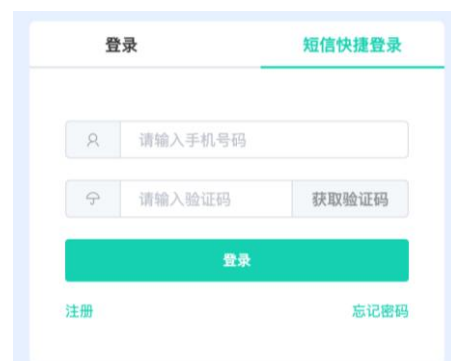 登录 短信快捷登录
请输入手机号码
请输入验证码 获取验证码
登录
注册 忘记密码